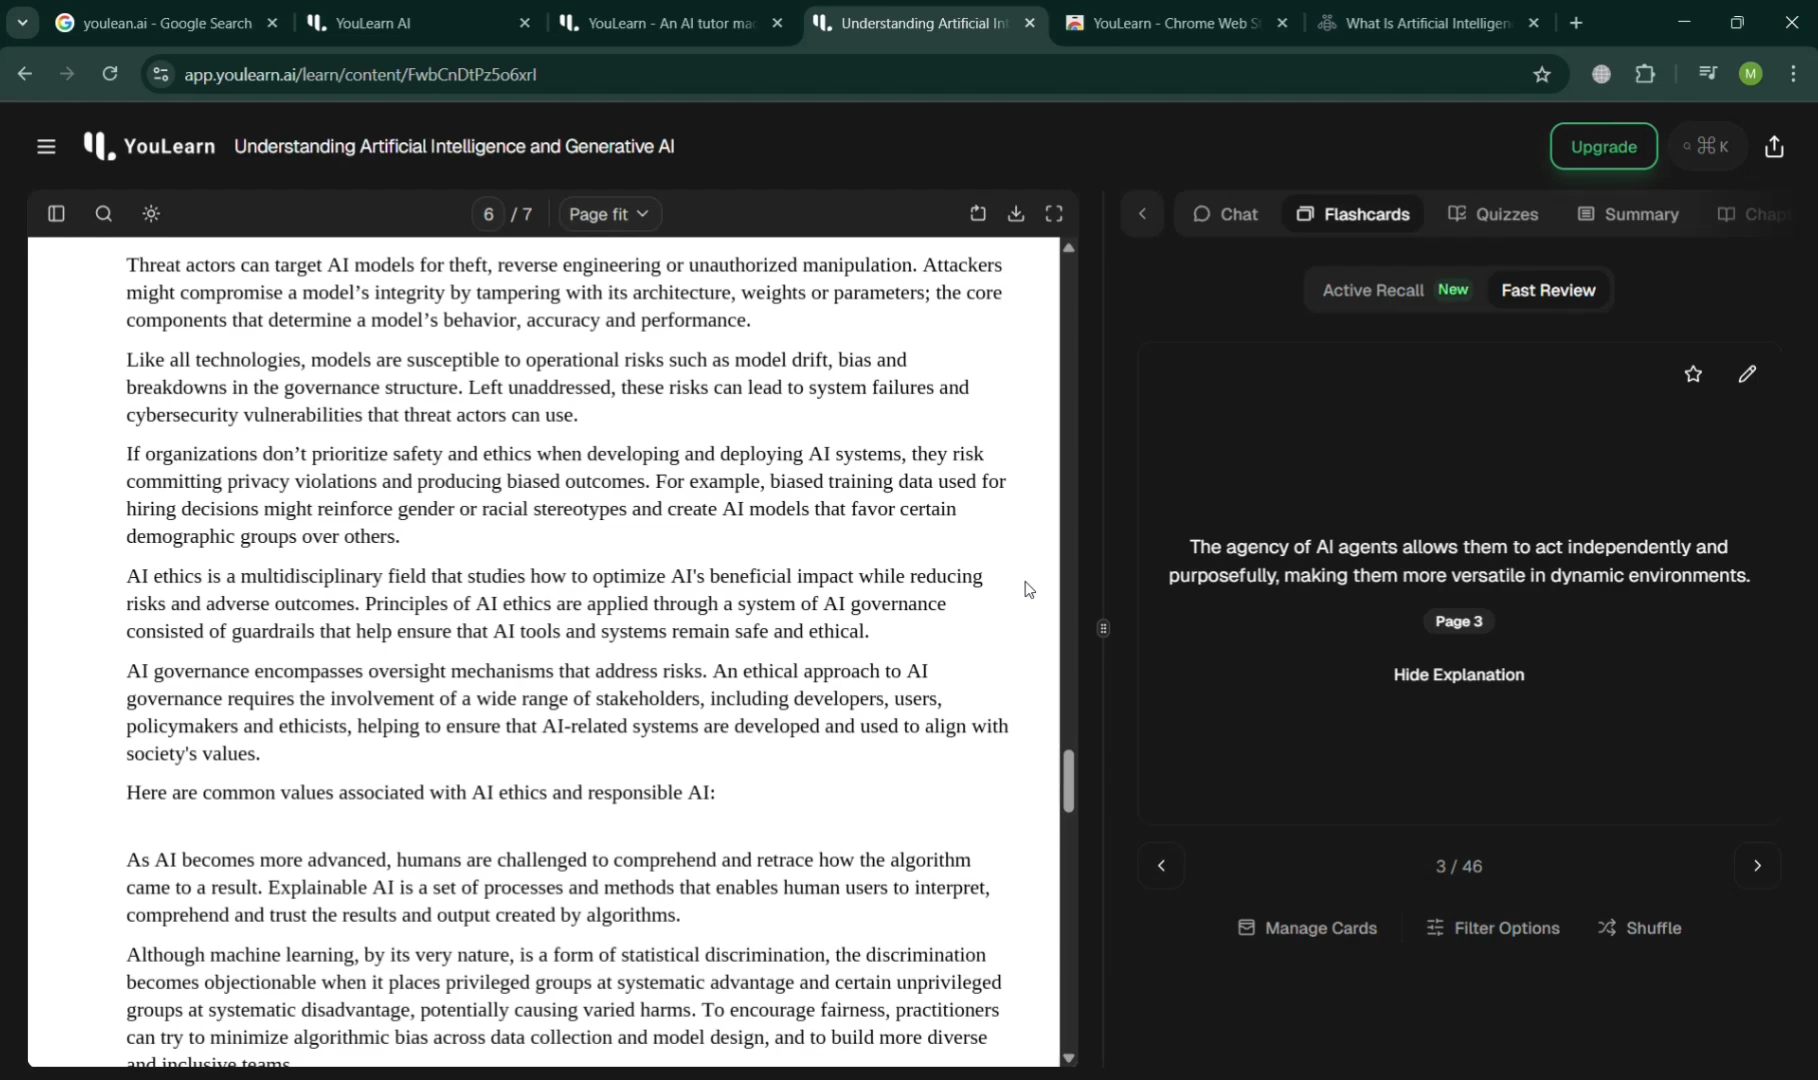 youlean.ai - Google Search
YouLearn AI
YouLearn - An AI tutor mad
Understanding Artificial Int
YouLearn - Chrome Web St
What Is Artificial Intelligen
app.youlearn.ai/learn/content/FwbCnDtPz5o6xrl
M
YouLearn
Understanding Artificial Intelligence and Generative AI
Upgrade
⌘ K
6 / 7
Page fit
Chat
Flashcards
Quizzes
Summary
Chap
Threat actors can target AI models for theft, reverse engineering or unauthorized manipulation. Attackers
might compromise a model’s integrity by tampering with its architecture, weights or parameters; the core
components that determine a model’s behavior, accuracy and performance.
Like all technologies, models are susceptible to operational risks such as model drift, bias and
breakdowns in the governance structure. Left unaddressed, these risks can lead to system failures and
cybersecurity vulnerabilities that threat actors can use.
If organizations don’t prioritize safety and ethics when developing and deploying AI systems, they risk
committing privacy violations and producing biased outcomes. For example, biased training data used for
hiring decisions might reinforce gender or racial stereotypes and create AI models that favor certain
demographic groups over others.
AI ethics is a multidisciplinary field that studies how to optimize AI's beneficial impact while reducing
risks and adverse outcomes. Principles of AI ethics are applied through a system of AI governance
consisted of guardrails that help ensure that AI tools and systems remain safe and ethical.
AI governance encompasses oversight mechanisms that address risks. An ethical approach to AI
governance requires the involvement of a wide range of stakeholders, including developers, users,
policymakers and ethicists, helping to ensure that AI-related systems are developed and used to align with
society's values.
Here are common values associated with AI ethics and responsible AI:
As AI becomes more advanced, humans are challenged to comprehend and retrace how the algorithm
came to a result. Explainable AI is a set of processes and methods that enables human users to interpret,
comprehend and trust the results and output created by algorithms.
Although machine learning, by its very nature, is a form of statistical discrimination, the discrimination
becomes objectionable when it places privileged groups at systematic advantage and certain unprivileged
groups at systematic disadvantage, potentially causing varied harms. To encourage fairness, practitioners
can try to minimize algorithmic bias across data collection and model design, and to build more diverse
and inclusive teams.
Active Recall New
Fast Review
The agency of AI agents allows them to act independently and
purposefully, making them more versatile in dynamic environments.
Page 3
Hide Explanation
3 / 46
Manage Cards
Filter Options
Shuffle